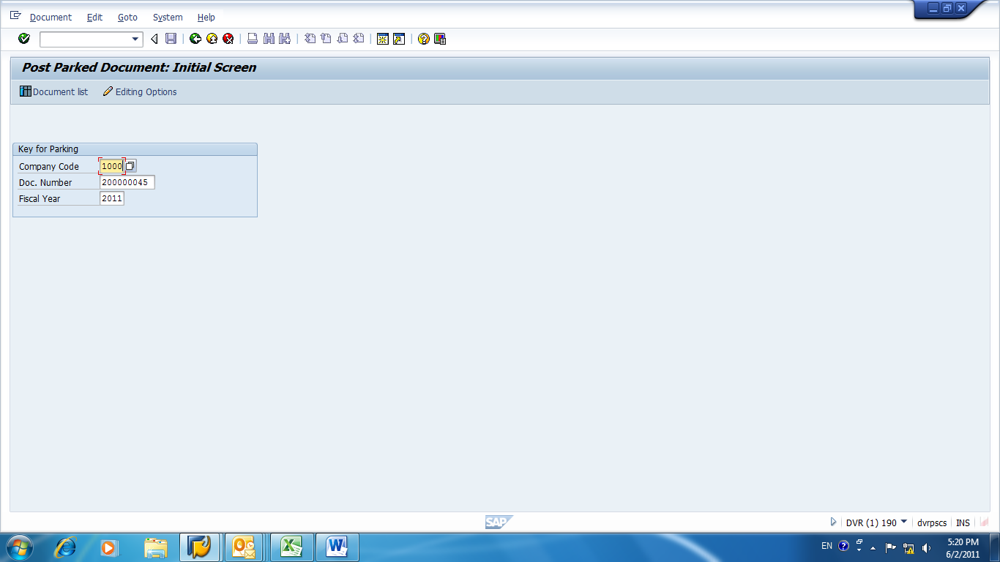 Document Edit Goto System Help
Post Parked Document: Initial Screen
Document list Editing Options
Key for Parking
Company Code 1000
Doc. Number 200000045
Fiscal Year 2011
SAP DVR (1) 190 dvrpscs INS
EN 5:20 PM
6/2/2011